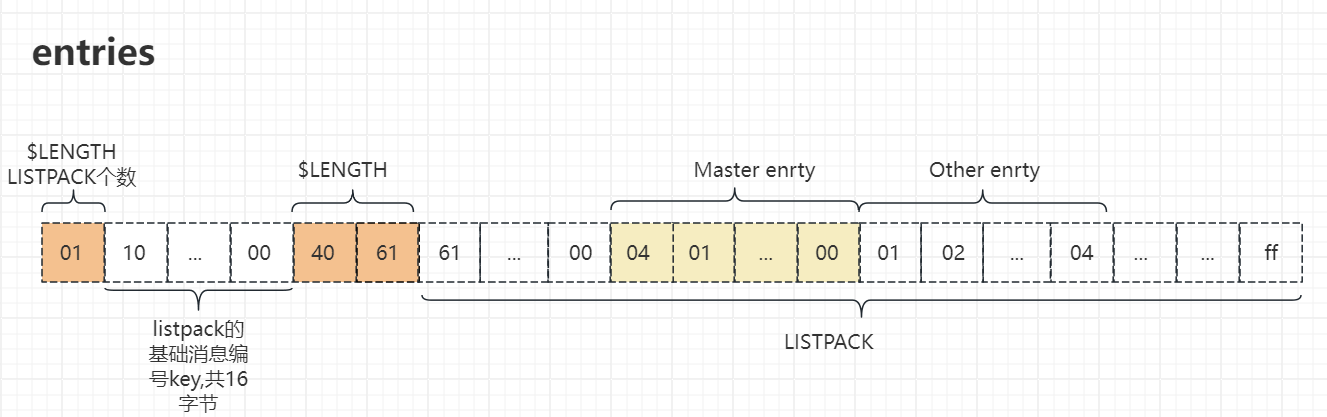 entries
$LENGTH
LISTPACK个数
$LENGTH
Master enrty
Other enrty
01 10 ... 00 40 61 61 ... 00 04 01 ... 00 01 02 ... 04 ... ... ff
listpack的
基础消息编
号key,共16
字节
LISTPACK